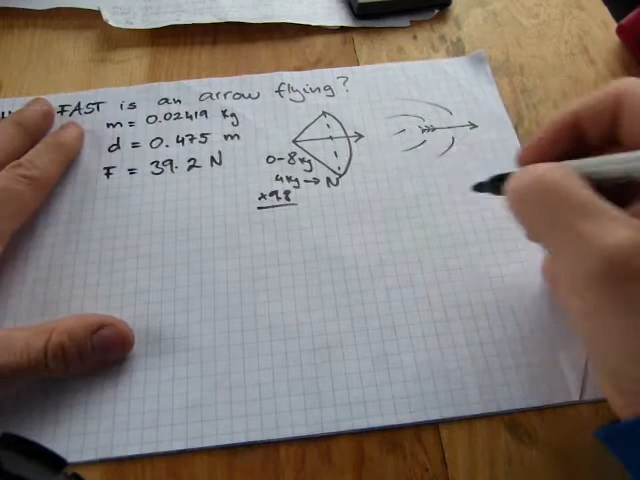 FAST is an arrow flying?
m = 0.02419 kg
d = 0.475 m
F = 39.2 N
0-8kg
4kg → N
x9.8